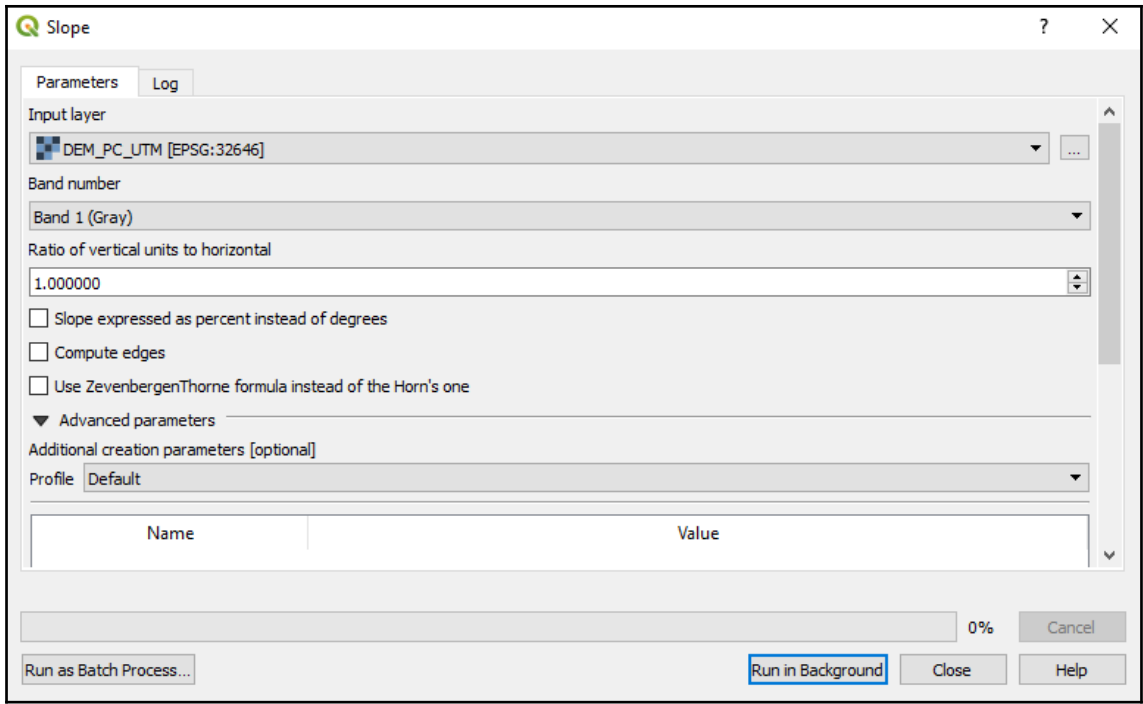 Slope
?
Parameters
Log
Input layer
DEM_PC_UTM [EPSG:32646]
...
Band number
Band 1 (Gray)
Ratio of vertical units to horizontal
1.000000
Slope expressed as percent instead of degrees
Compute edges
Use ZevenbergenThorne formula instead of the Horn's one
Advanced parameters
Additional creation parameters [optional]
Profile Default
Name Value
0% Cancel
Run as Batch Process... Run in Background Close Help